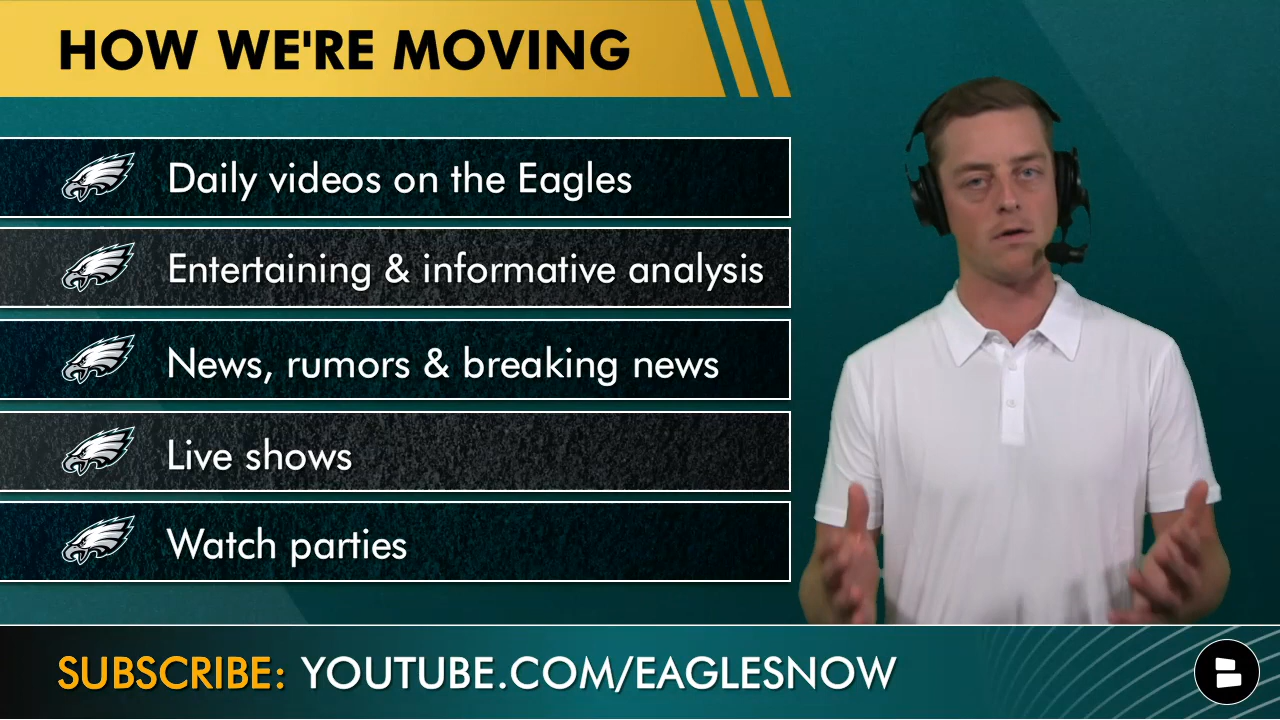 HOW WE'RE MOVING
Daily videos on the Eagles
Entertaining & informative analysis
News, rumors & breaking news
Live shows
Watch parties
SUBSCRIBE: YOUTUBE.COM/EAGLESNOW